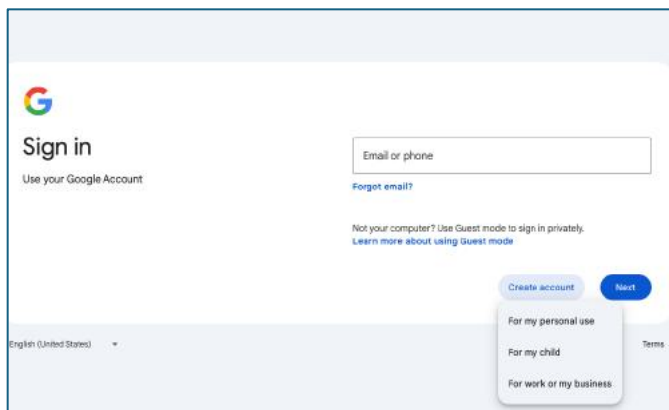 Sign in
Use your Google Account
Email or phone
Forgot email?
Not your computer? Use Guest mode to sign in privately.
Learn more about using Guest mode
Create account
Next
For my personal use
For my child
For work or my business
English (United States)
Terms